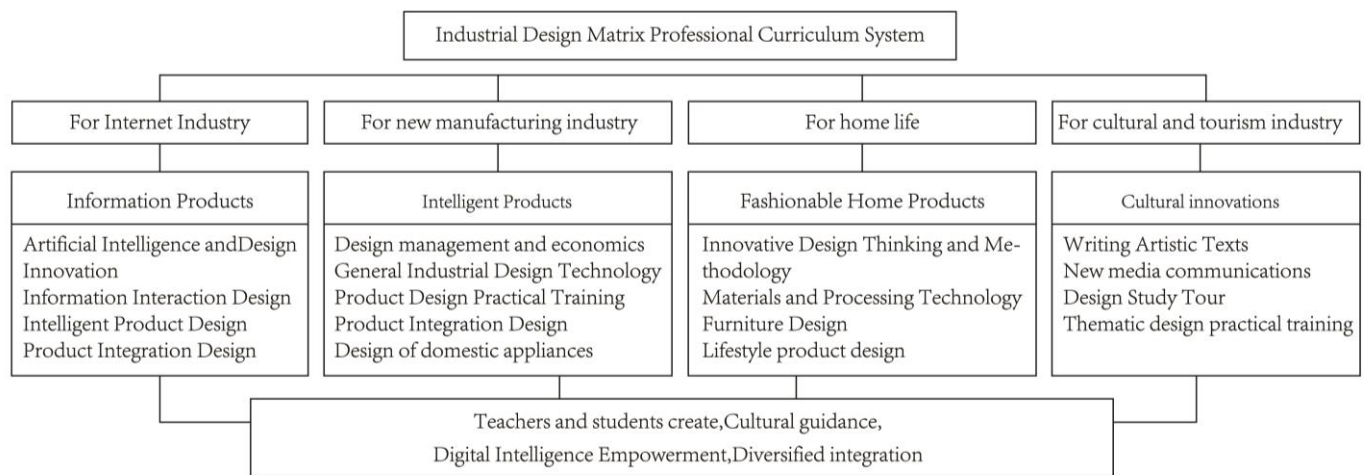 Industrial Design Matrix Professional Curriculum System
For Internet Industry
For new manufacturing industry
For home life
For cultural and tourism industry
Information Products
Artificial Intelligence andDesign
Innovation
Information Interaction Design
Intelligent Product Design
Product Integration Design
Intelligent Products
Design management and economics
General Industrial Design Technology
Product Design Practical Training
Product Integration Design
Design of domestic appliances
Fashionable Home Products
Innovative Design Thinking and Me-
thodology
Materials and Processing Technology
Furniture Design
Lifestyle product design
Cultural innovations
Writing Artistic Texts
New media communications
Design Study Tour
Thematic design practical training
Teachers and students create,Cultural guidance,
Digital Intelligence Empowerment,Diversified integration